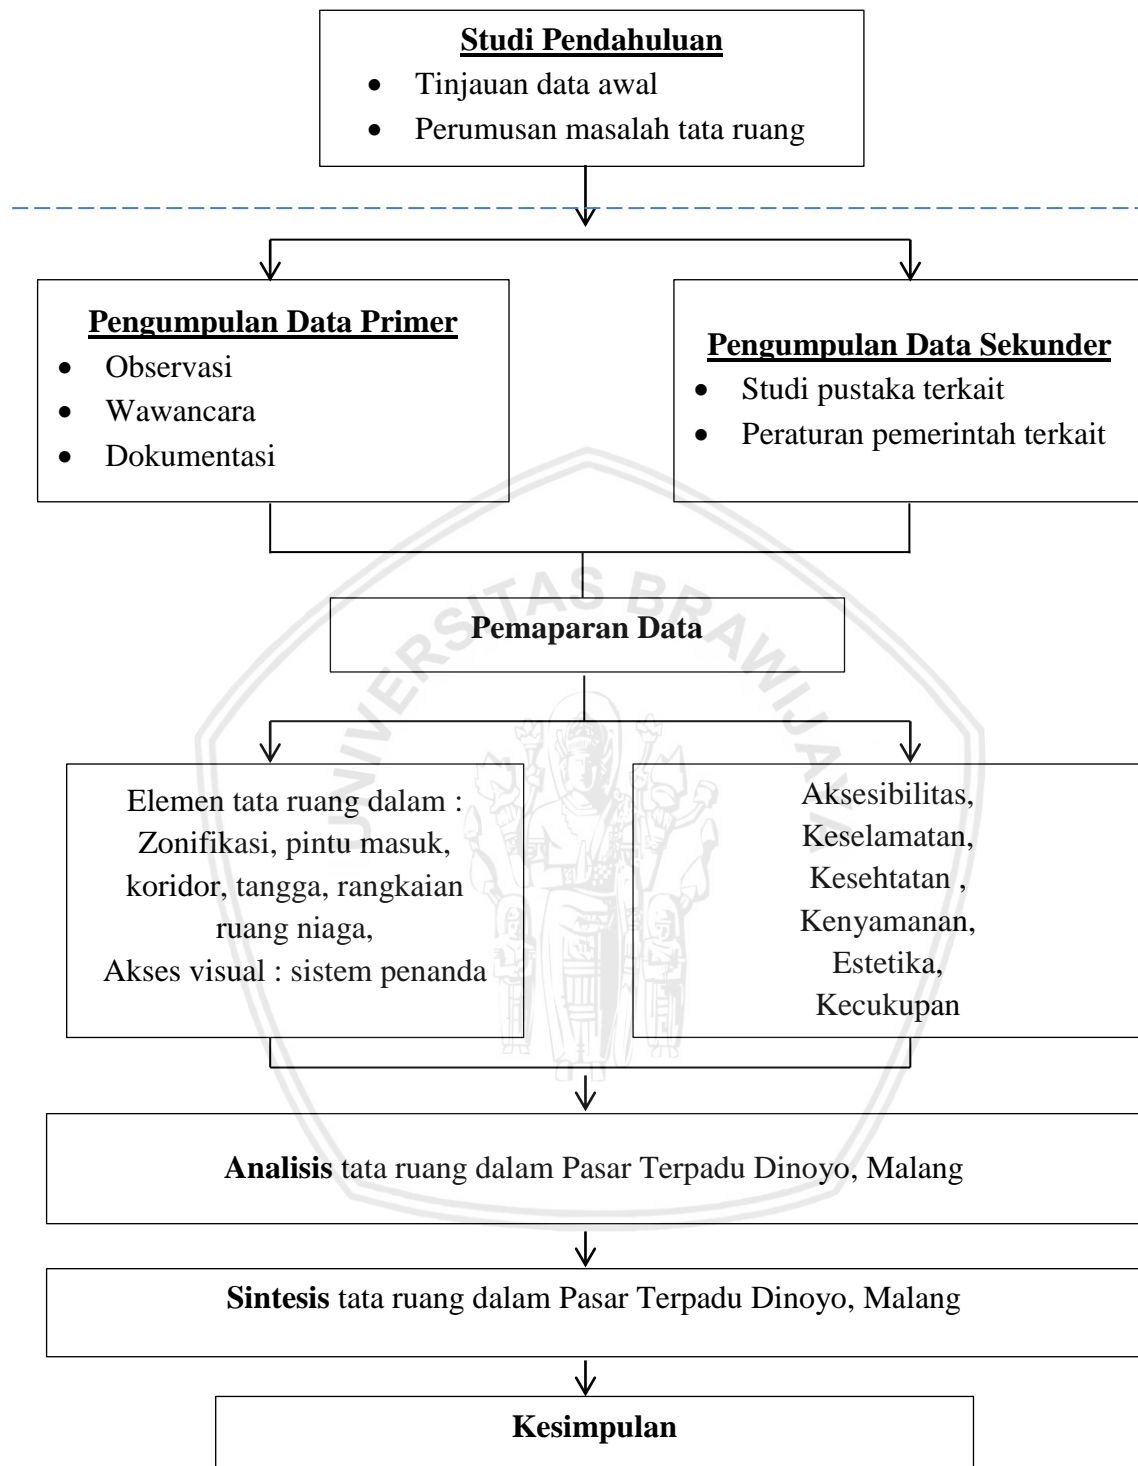 Studi Pendahuluan
• Tinjauan data awal
• Perumusan masalah tata ruang
Pengumpulan Data Primer
• Observasi
• Wawancara
• Dokumentasi
Pengumpulan Data Sekunder
• Studi pustaka terkait
• Peraturan pemerintah terkait
UNIVERSITAS BRAWIJAYA
Pemaparan Data
Elemen tata ruang dalam :
Zonifikasi, pintu masuk,
koridor, tangga, rangkaian
ruang niaga,
Akses visual : sistem penanda
Aksesibilitas,
Keselamatan,
Kesehtatan ,
Kenyamanan,
Estetika,
Kecukupan
Analisis tata ruang dalam Pasar Terpadu Dinoyo, Malang
Sintesis tata ruang dalam Pasar Terpadu Dinoyo, Malang
Kesimpulan